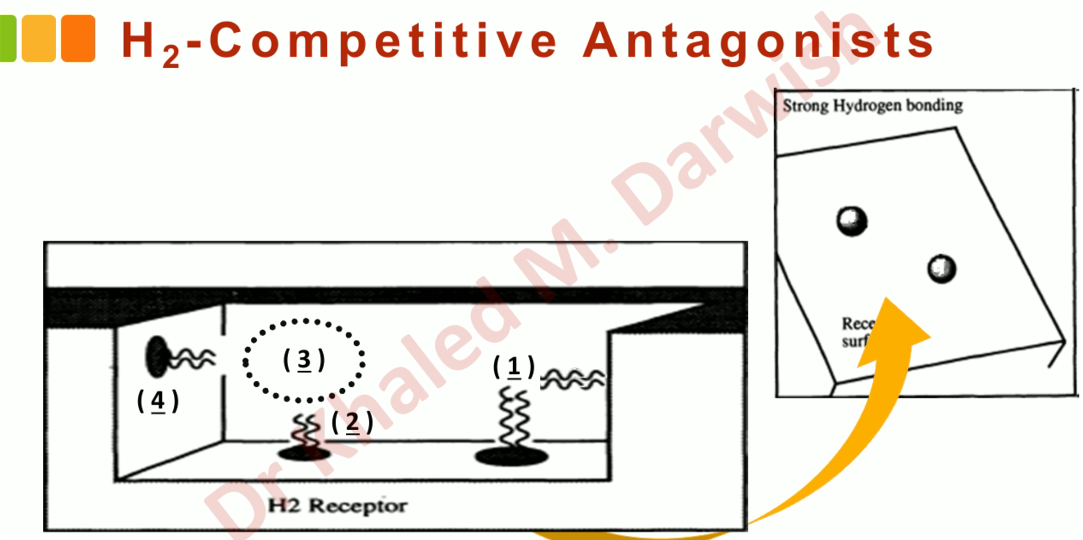 H₂-Competitive Antagonists
Strong Hydrogen bonding
(3)
(1)
(4)
(2)
H2 Receptor
Dr Khaled M. Darwish